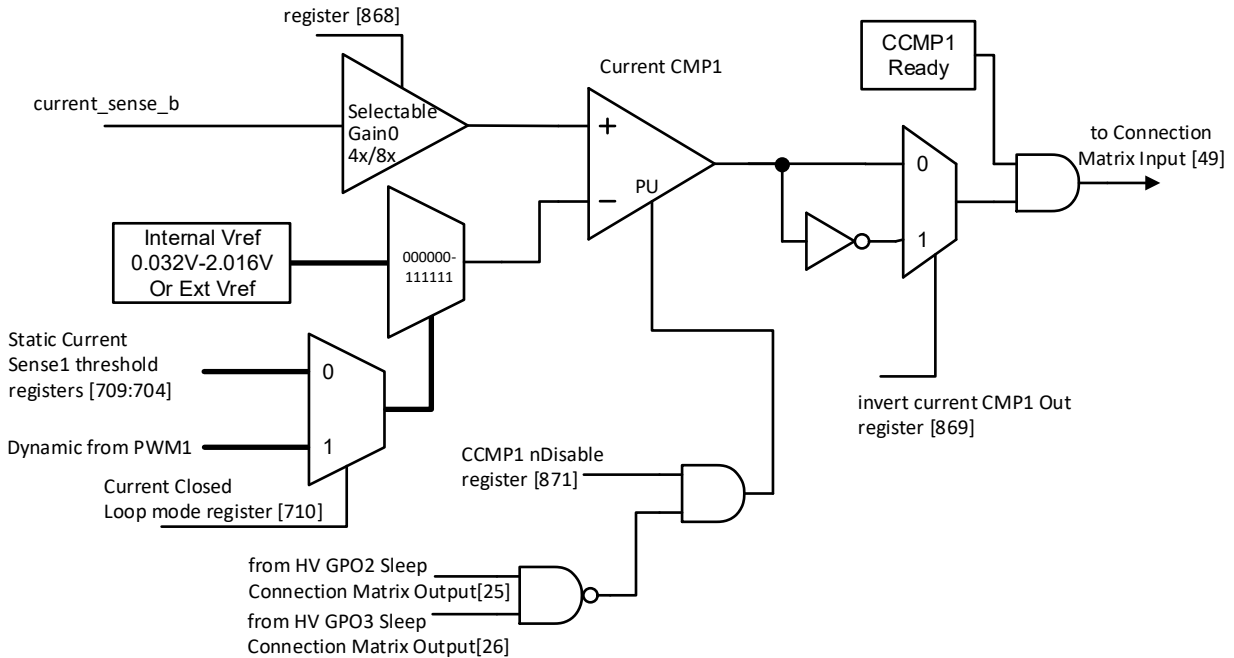 register [868]
CCMP1
Ready
Current CMP1
current_sense_b
Selectable
Gain0
4x/8x
+
−
PU
0
1
to Connection
Matrix Input [49]
Internal Vref
0.032V-2.016V
Or Ext Vref
000000-
111111
Static Current
Sense1 threshold
registers [709:704]
0
1
Dynamic from PWM1
Current Closed
Loop mode register [710]
invert current CMP1 Out
register [869]
CCMP1 nDisable
register [871]
from HV GPO2 Sleep
Connection Matrix Output[25]
from HV GPO3 Sleep
Connection Matrix Output[26]